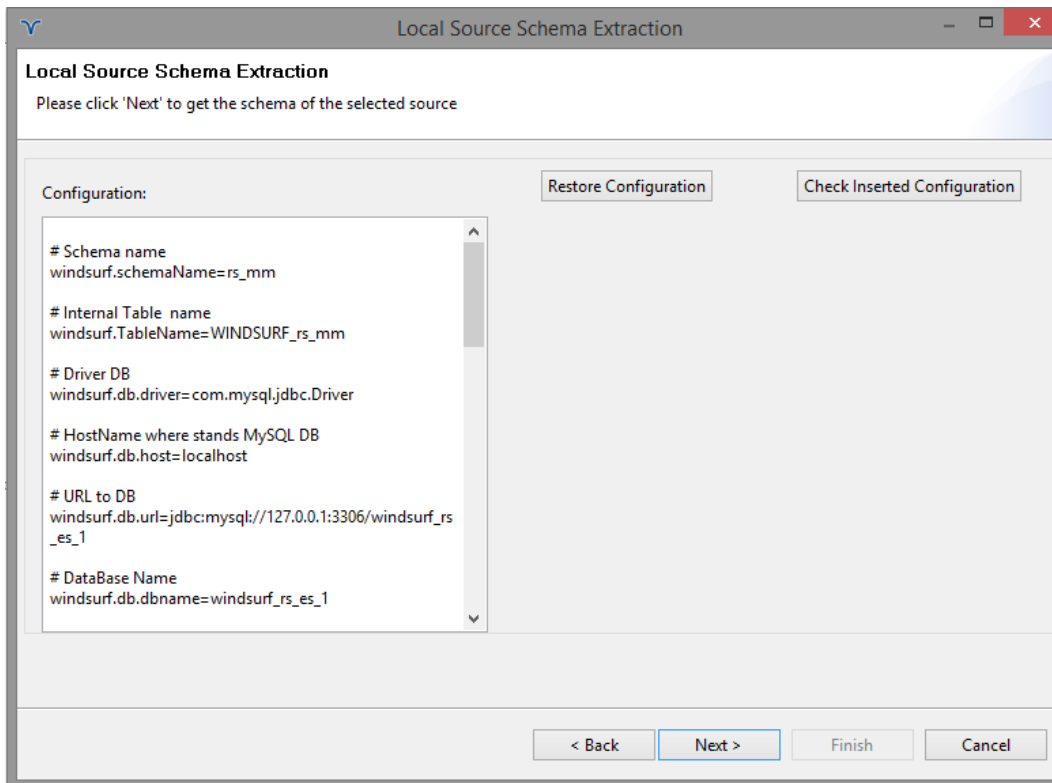 Local Source Schema Extraction
Local Source Schema Extraction
Please click 'Next' to get the schema of the selected source
Configuration:
Restore Configuration
Check Inserted Configuration
# Schema name
windsurf.schemaName=rs_mm
# Internal Table  name
windsurf.TableName=WINDSURF_rs_mm
# Driver DB
windsurf.db.driver=com.mysql.jdbc.Driver
# HostName where stands MySQL DB
windsurf.db.host=localhost
# URL to DB
windsurf.db.url=jdbc:mysql://127.0.0.1:3306/windsurf_rs
_es_1
# DataBase Name
windsurf.db.dbname=windsurf_rs_es_1
< Back
Next >
Finish
Cancel